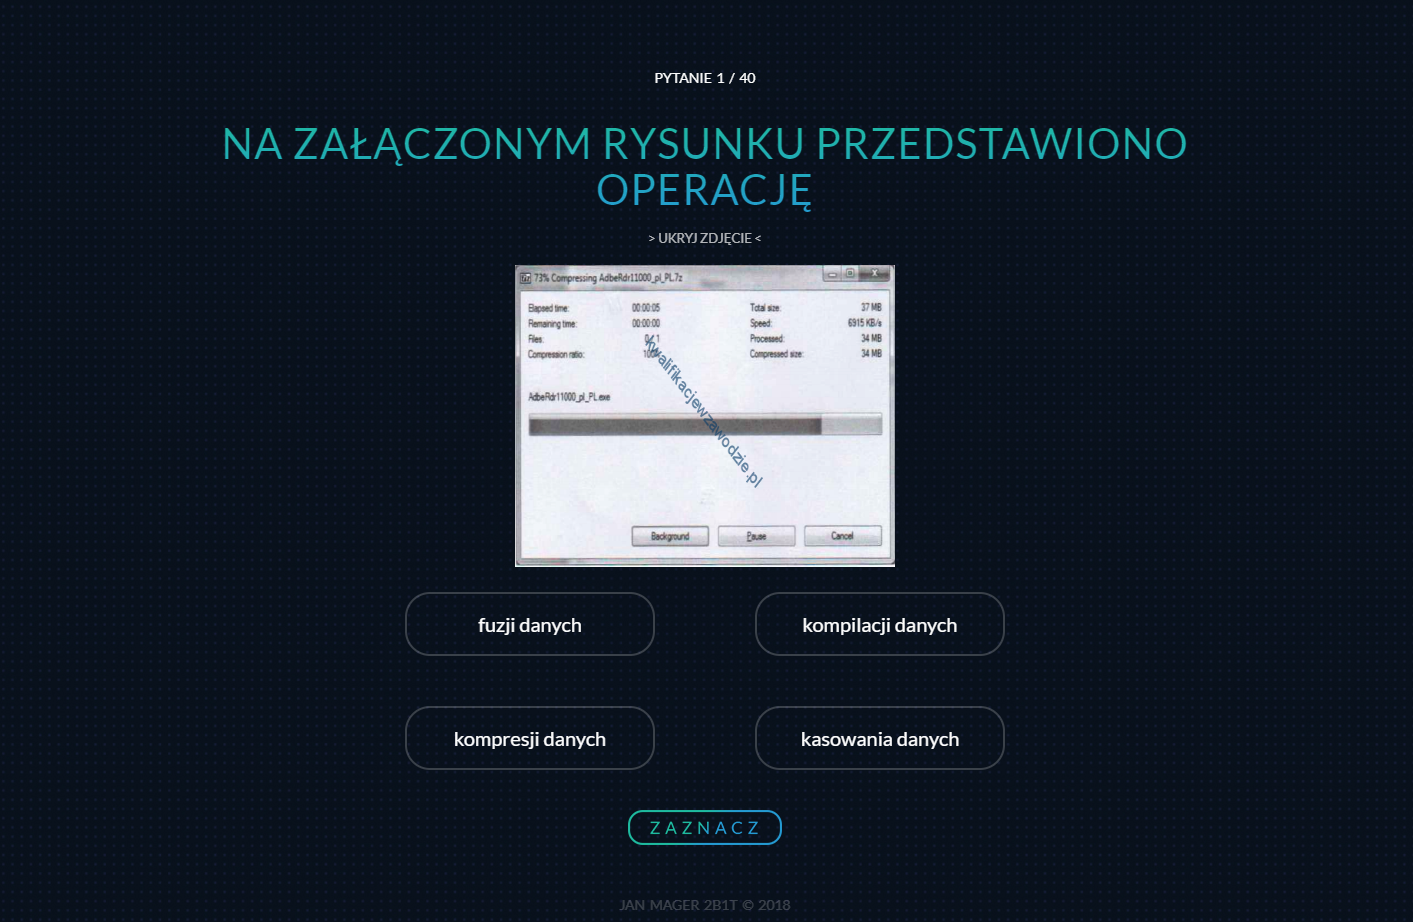 PYTANIE 1 / 40
NA ZAŁĄCZONYM RYSUNKU PRZEDSTAWIONO
OPERACJĘ
> UKRYJ ZDJĘCIE <
73% Compressing AdbeRdr11000_pl_PL.7z
Elapsed time: 00:00:05 Total size: 37 MB
Remaining time: 00:00:00 Speed: 6915 KB/s
Files: 0/ 1 Processed: 34 MB
Compression ratio: 100% Compressed size: 34 MB
kwalifikacjewzawodzie.pl
AdbeRdr11000_pl_PL.exe
Background Pause Cancel
fuzji danych kompilacji danych
kompresji danych kasowania danych
ZAZNACZ
JAN MAGER 2B1T © 2018